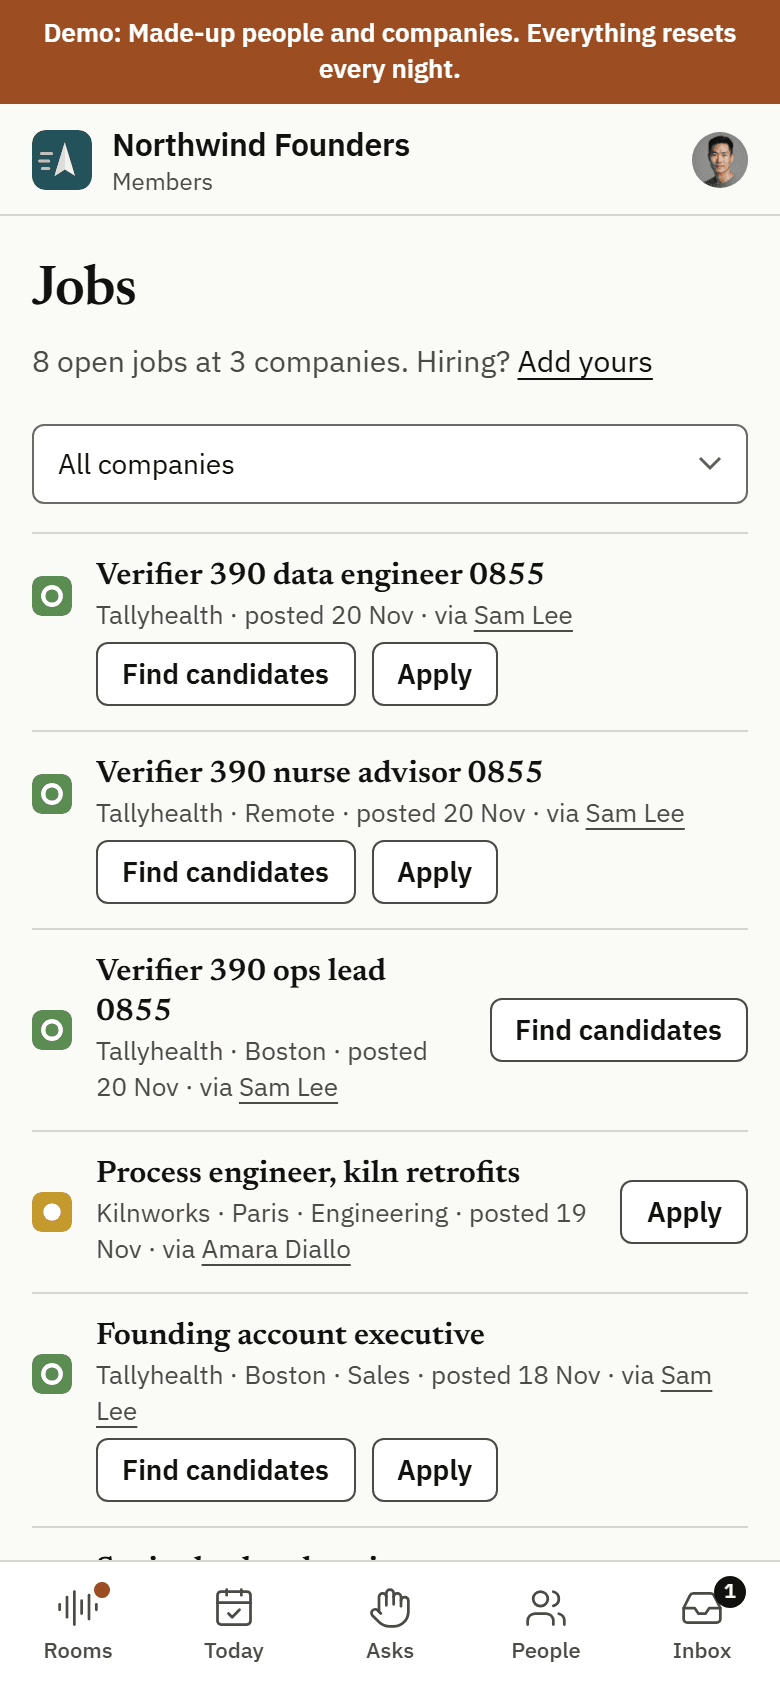 Demo: Made-up people and companies. Everything resets
every night.
Northwind Founders
Members
Jobs
8 open jobs at 3 companies. Hiring? Add yours
All companies
Verifier 390 data engineer 0855
Tallyhealth · posted 20 Nov · via Sam Lee
Find candidates
Apply
Verifier 390 nurse advisor 0855
Tallyhealth · Remote · posted 20 Nov · via Sam Lee
Find candidates
Apply
Verifier 390 ops lead
0855
Tallyhealth · Boston · posted
20 Nov · via Sam Lee
Find candidates
Process engineer, kiln retrofits
Kilnworks · Paris · Engineering · posted 19
Nov · via Amara Diallo
Apply
Founding account executive
Tallyhealth · Boston · Sales · posted 18 Nov · via Sam
Lee
Find candidates
Apply
1
Rooms
Today
Asks
People
Inbox